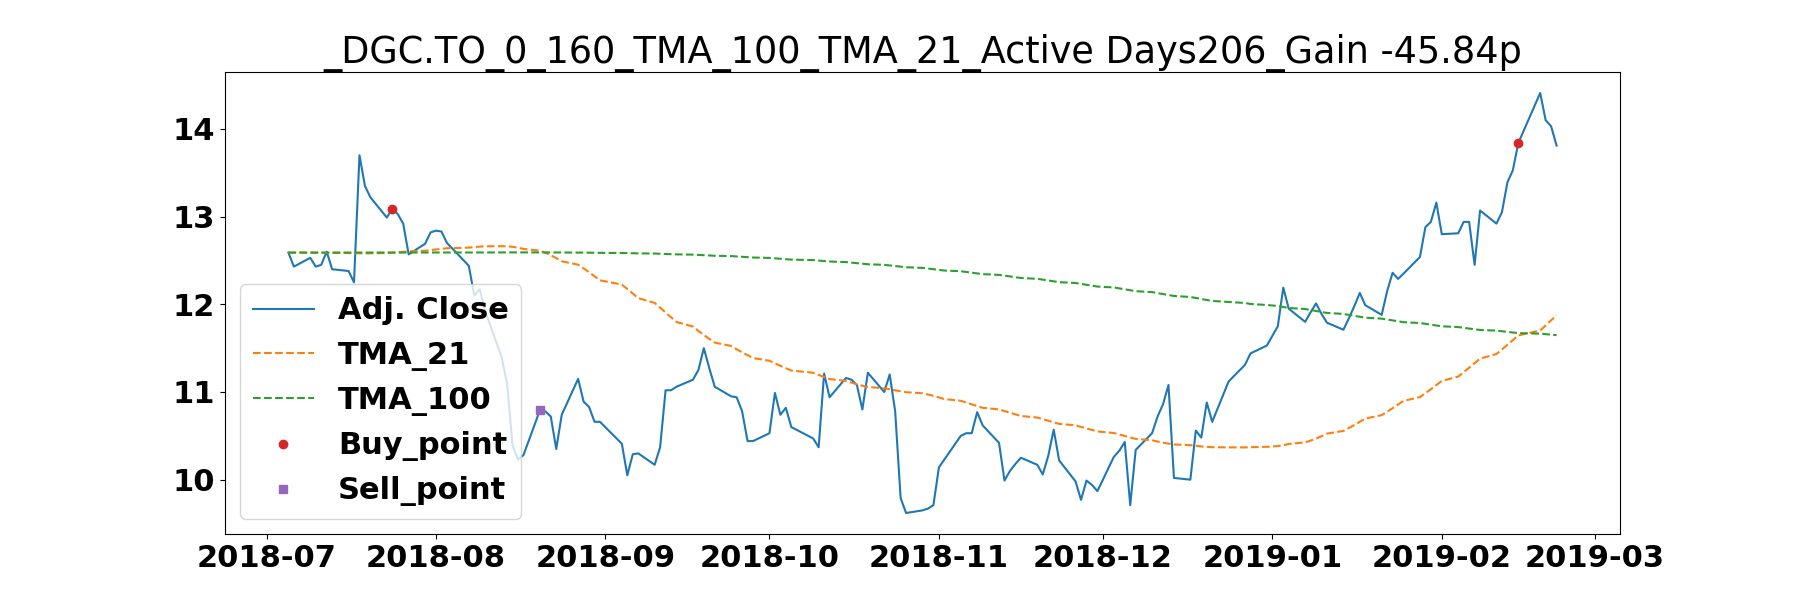 _DGC.TO_0_160_TMA_100_TMA_21_Active Days206_Gain -45.84p
14
13
12
11
10
Adj. Close
TMA_21
TMA_100
Buy_point
Sell_point
2018-07 2018-08 2018-09 2018-10 2018-11 2018-12 2019-01 2019-02 2019-03